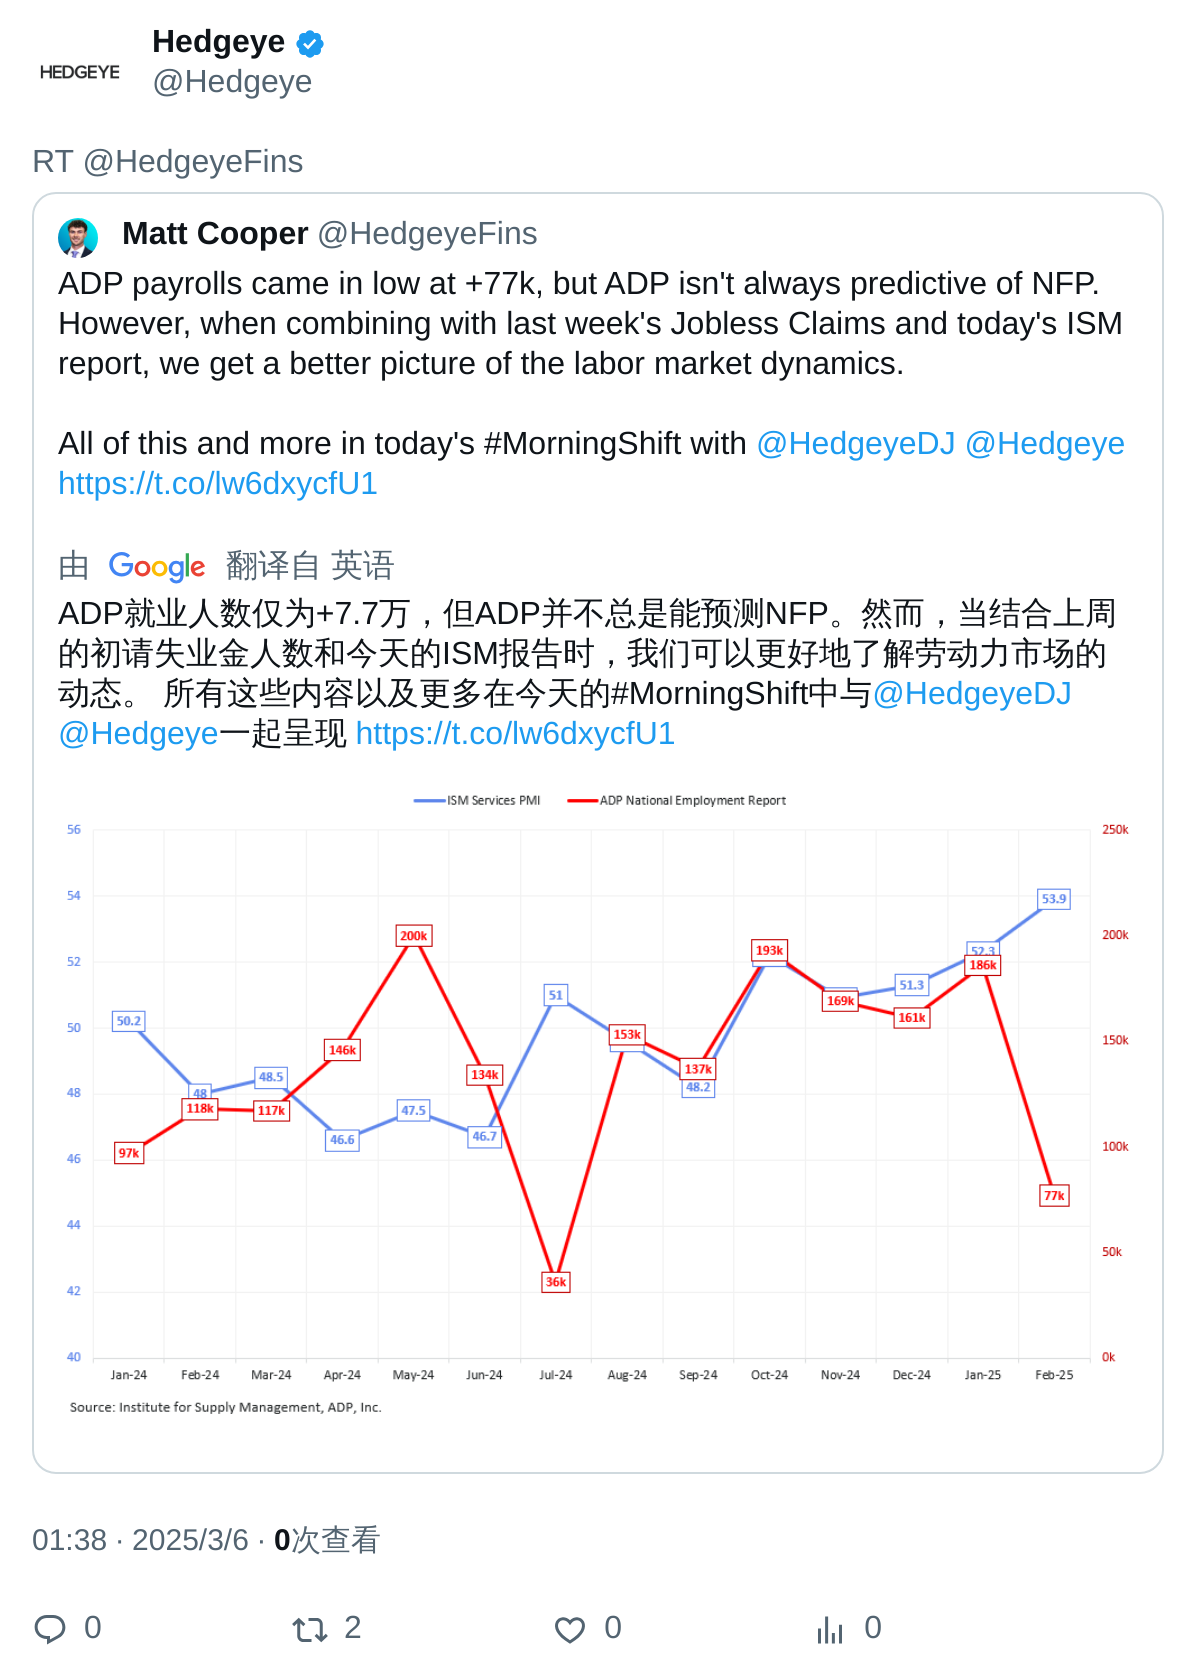 Hedgeye
HEDGEYE
@Hedgeye
RT @HedgeyeFins
Matt Cooper @HedgeyeFins
ADP payrolls came in low at +77k, but ADP isn't always predictive of NFP.
However, when combining with last week's Jobless Claims and today's ISM
report, we get a better picture of the labor market dynamics.
All of this and more in today's #MorningShift with @HedgeyeDJ @Hedgeye
https://t.co/lw6dxycfU1
由 Google 翻译自 英语
ADP就业人数仅为+7.7万，但ADP并不总是能预测NFP。然而，当结合上周
的初请失业金人数和今天的ISM报告时，我们可以更好地了解劳动力市场的
动态。 所有这些内容以及更多在今天的#MorningShift中与@HedgeyeDJ
@Hedgeye一起呈现 https://t.co/lw6dxycfU1
ISM Services PMI ADP National Employment Report
56 250k
54 53.9
200k 200k
52 193k 52.3
186k
51 169k 51.3
161k
50 50.2 153k 150k
146k
48 48 48.5 134k 137k
48.2
118k 117k 47.5
46 97k 46.6 46.7 100k
44 77k
50k
42 36k
40 0k
Jan-24 Feb-24 Mar-24 Apr-24 May-24 Jun-24 Jul-24 Aug-24 Sep-24 Oct-24 Nov-24 Dec-24 Jan-25 Feb-25
Source: Institute for Supply Management, ADP, Inc.
01:38 · 2025/3/6 · 0次查看
0 2 0 0